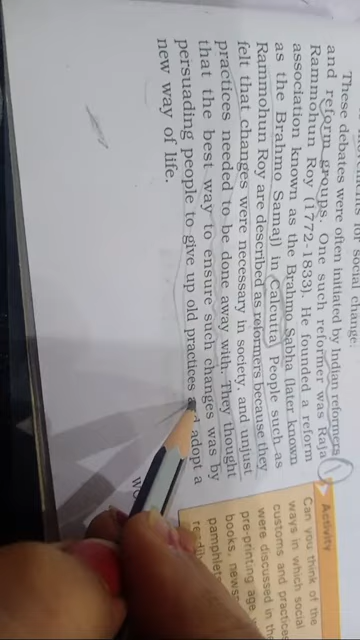 for social change.
These debates were often initiated by Indian reformers
and reform groups. One such reformer was Raja
Rammohun Roy (1772-1833). He founded a reform
association known as the Brahmo Sabha (later known
as the Brahmo Samaj) in Calcutta. People such as
Rammohun Roy are described as reformers because they
felt that changes were necessary in society, and unjust
practices needed to be done away with. They thought
that the best way to ensure such changes was by
persuading people to give up old practices adopt a
new way of life.
Activity
Can you think of the
ways in which social
customs and practices
were discussed in the
pre-printing age
books, news
pamphlet